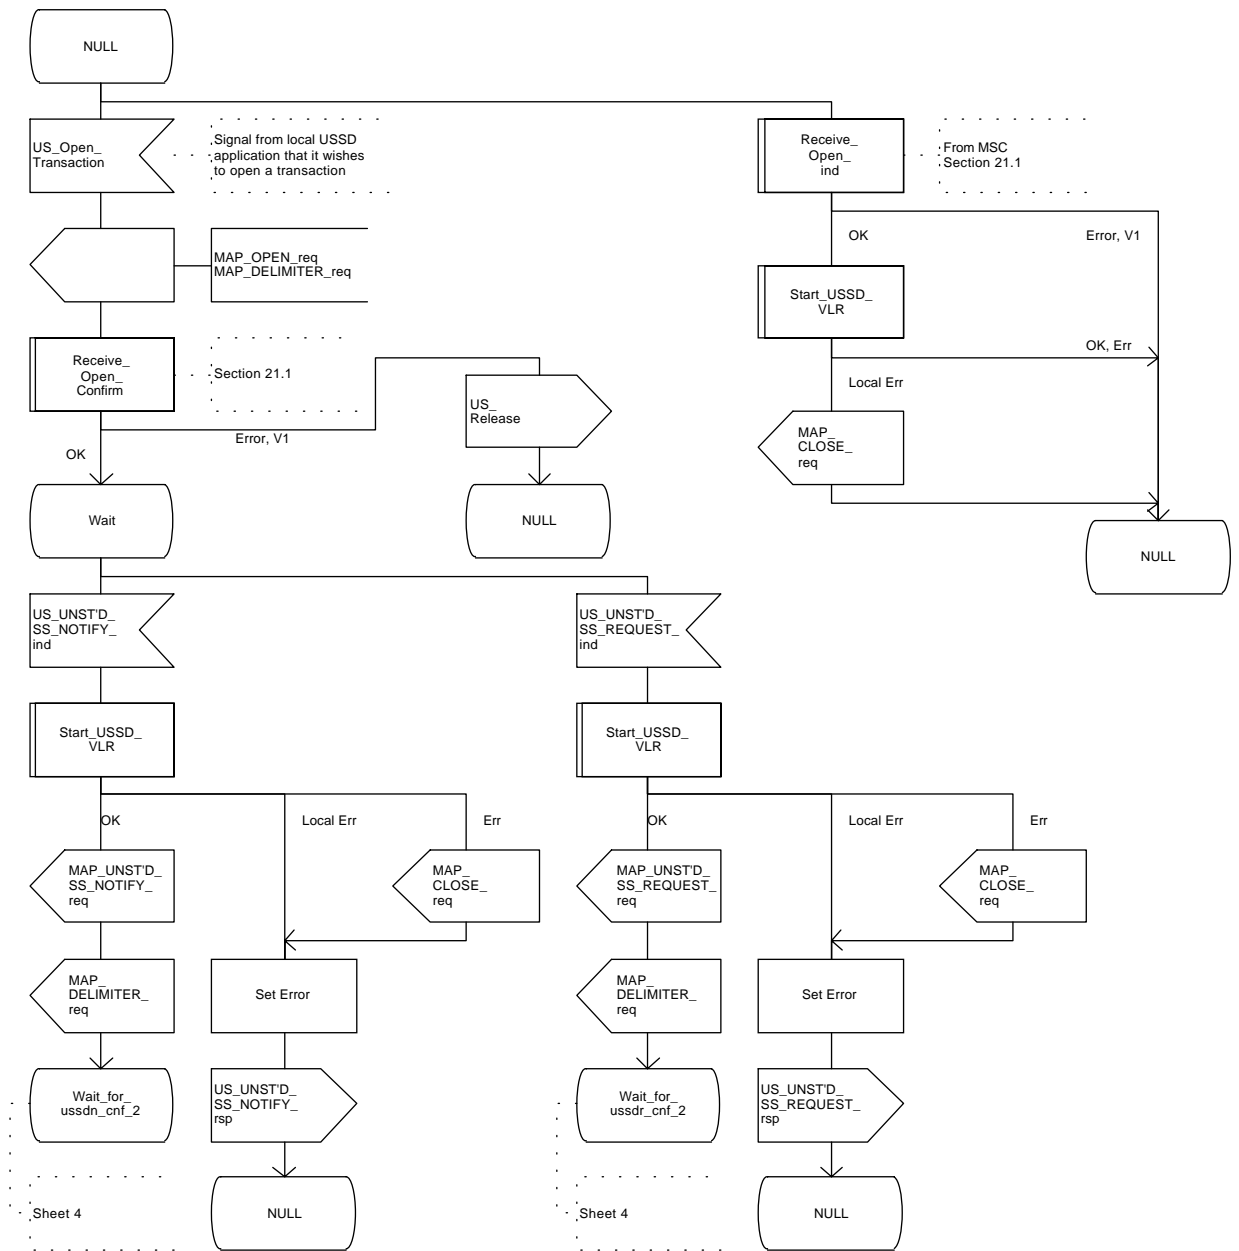 NULL
US_Open_
Transaction
Signal from local USSD
application that it wishes
to open a transaction
Receive_
Open_
ind
From MSC
Section 21.1
MAP_OPEN_req
MAP_DELIMITER_req
OK
Error, V1
Start_USSD_
VLR
Receive_
Open_
Confirm
Section 21.1
OK, Err
Local Err
US_
Release
MAP_
CLOSE_
req
Error, V1
OK
Wait
NULL
NULL
US_UNST'D_
SS_NOTIFY_
ind
US_UNST'D_
SS_REQUEST_
ind
Start_USSD_
VLR
Start_USSD_
VLR
OK
Local Err
Err
OK
Local Err
Err
MAP_UNST'D_
SS_NOTIFY_
req
MAP_
CLOSE_
req
MAP_UNST'D_
SS_REQUEST_
req
MAP_
CLOSE_
req
MAP_
DELIMITER_
req
Set Error
MAP_
DELIMITER_
req
Set Error
Wait_for_
ussdn_cnf_2
US_UNST'D_
SS_NOTIFY_
rsp
Wait_for_
ussdr_cnf_2
US_UNST'D_
SS_REQUEST_
rsp
Sheet 4
NULL
Sheet 4
NULL